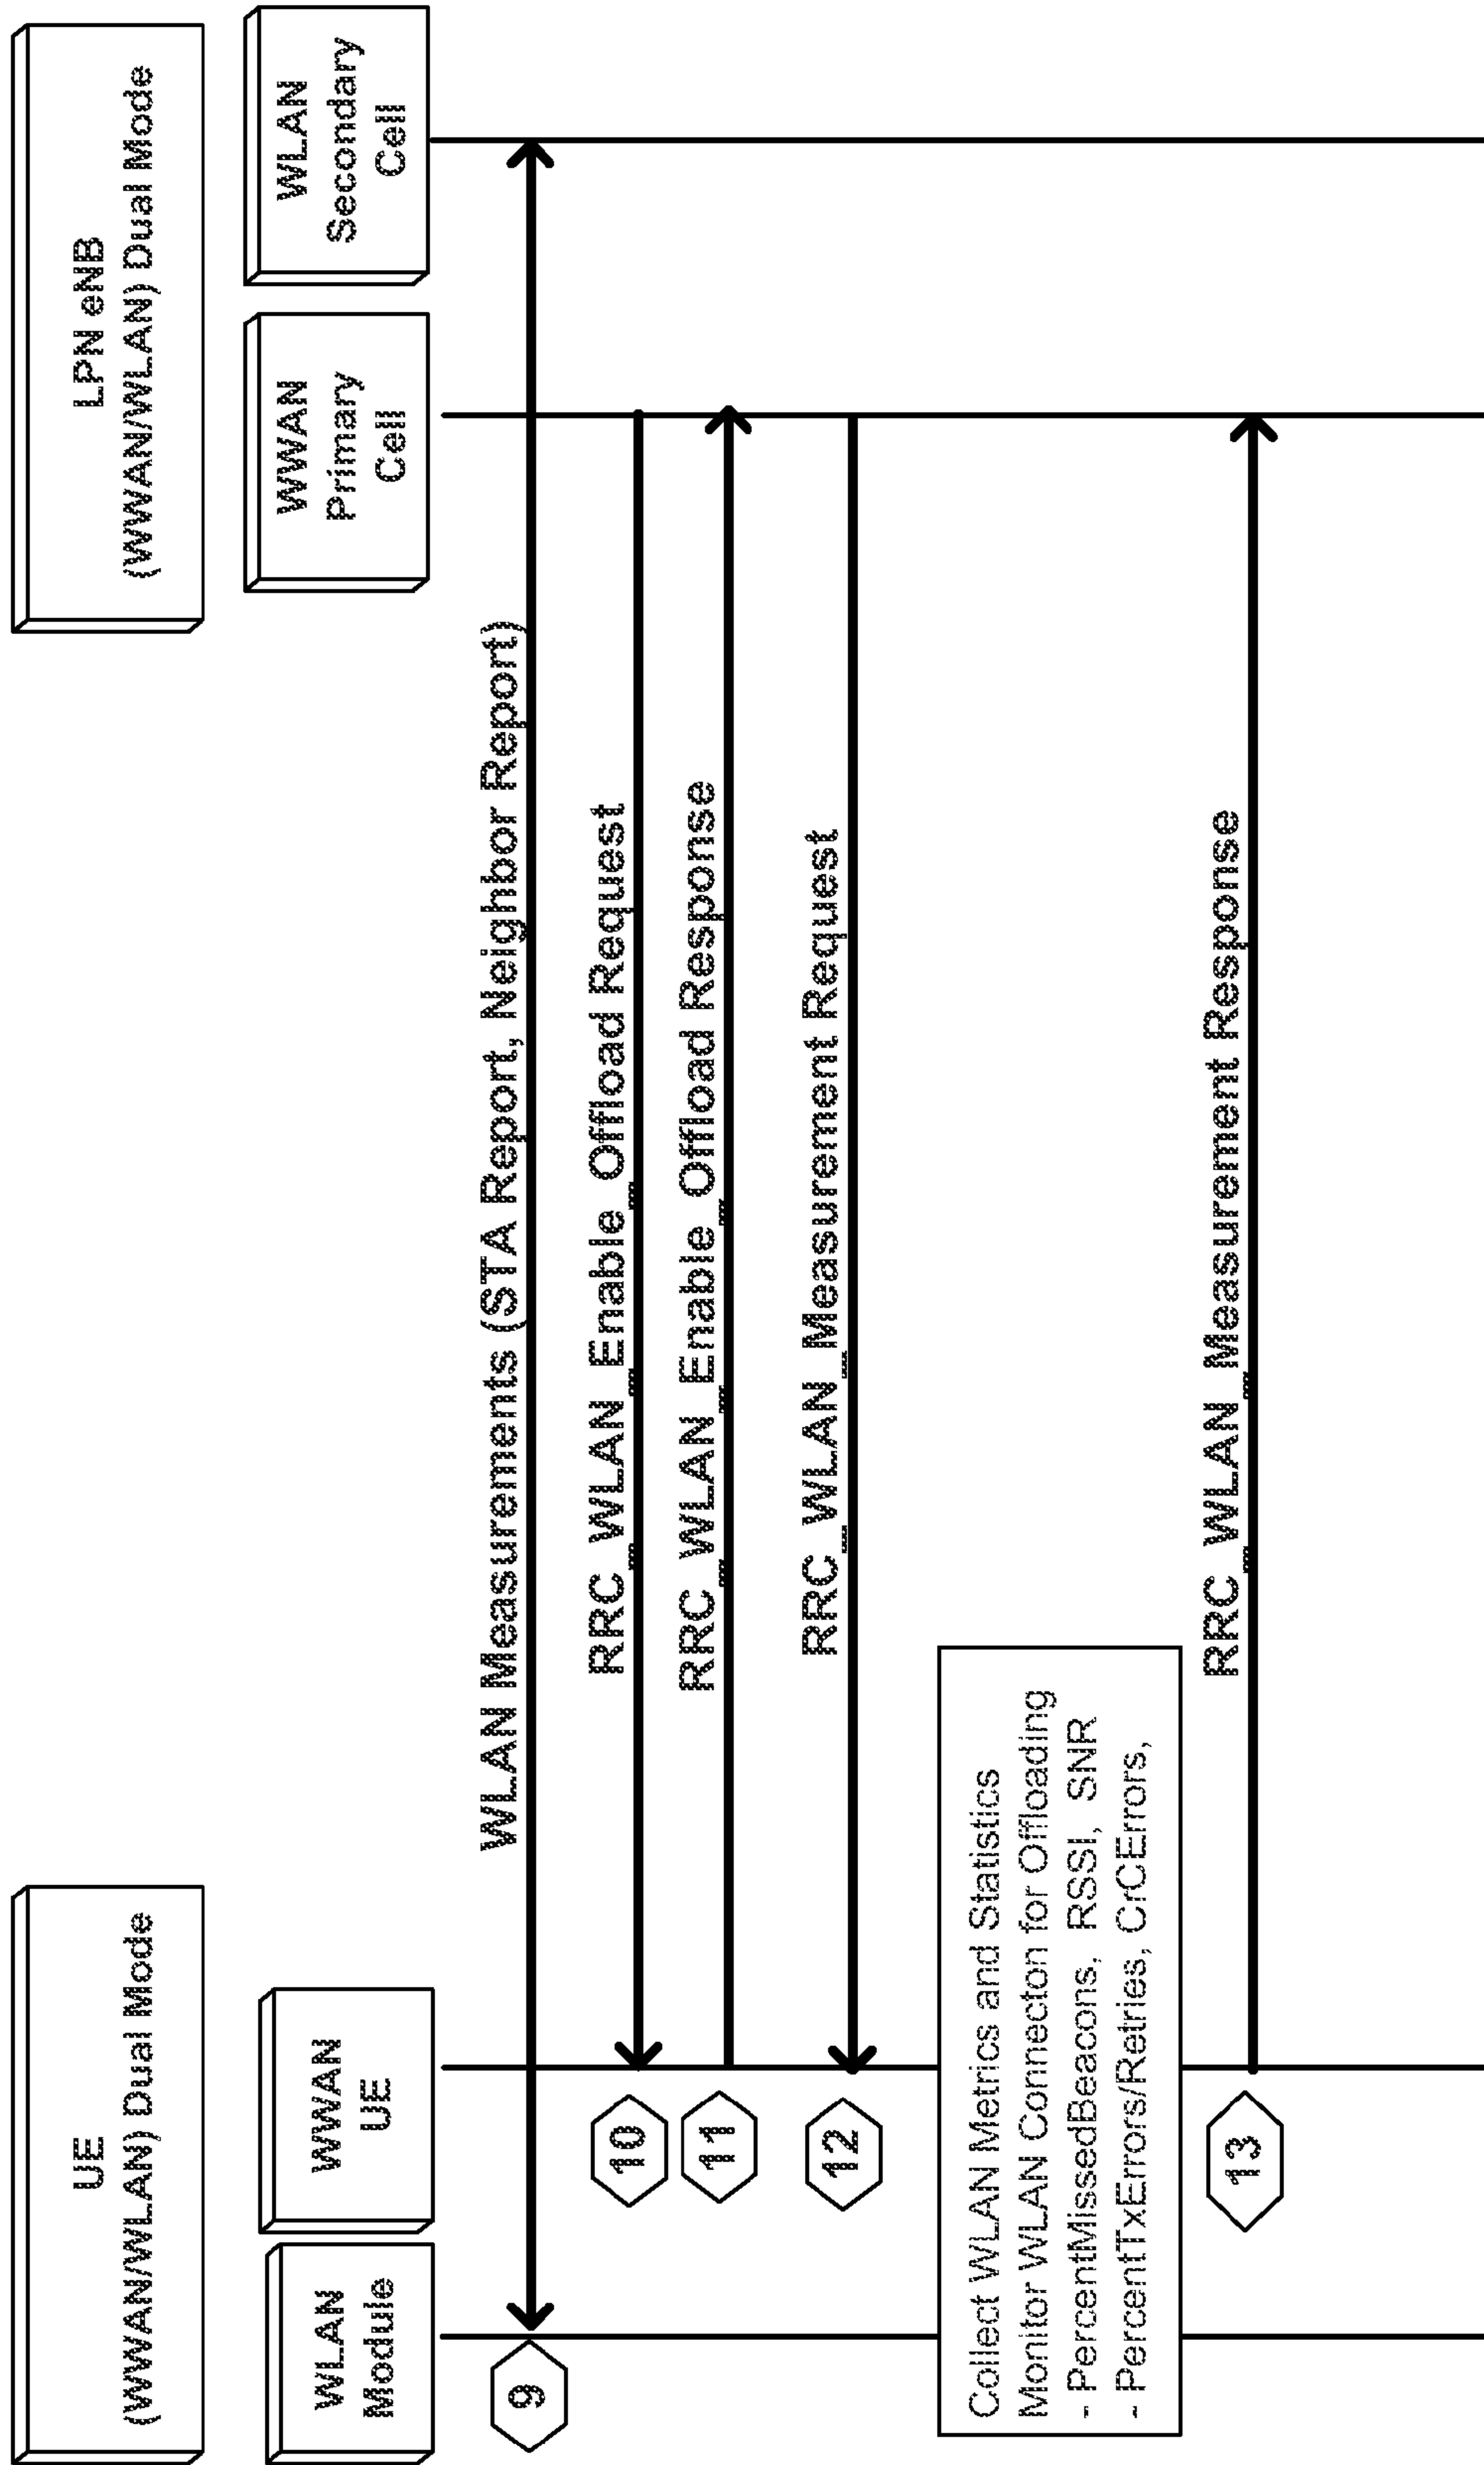 UE
(WWAN/WLAN) Dual Mode
LPN eNB
(WWAN/WLAN) Dual Mode
WLAN
Module
WWAN
UE
WWAN
Primary
Cell
WLAN
Secondary
Cell
9
WLAN Measurements (STA Report, Neighbor Report)
10
RRC_WLAN_Enable_Offload Request
11
RRC_WLAN_Enable_Offload Response
12
RRC_WLAN_Measurement Request
Collect WLAN Metrics and Statistics
Monitor WLAN Connecton for Offloading
- PercentMissedBeacons, RSSI, SNR
- PercentTxErrors/Retries, CrCErrors,
13
RRC_WLAN_Measurement Response